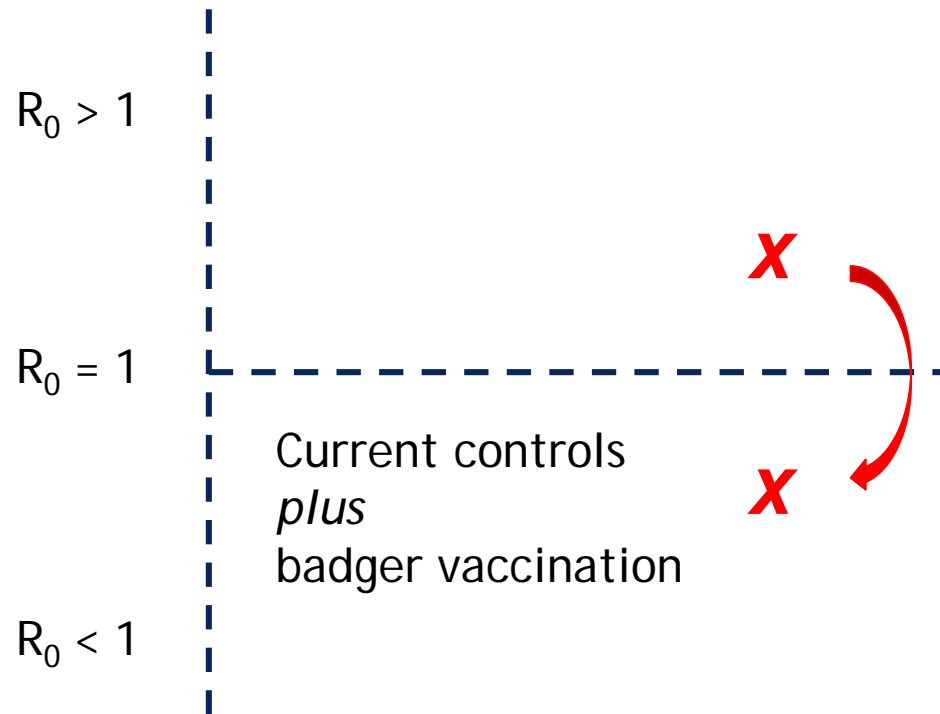 R₀ > 1
X
R₀ = 1
Current controls
plus
badger vaccination
X
R₀ < 1